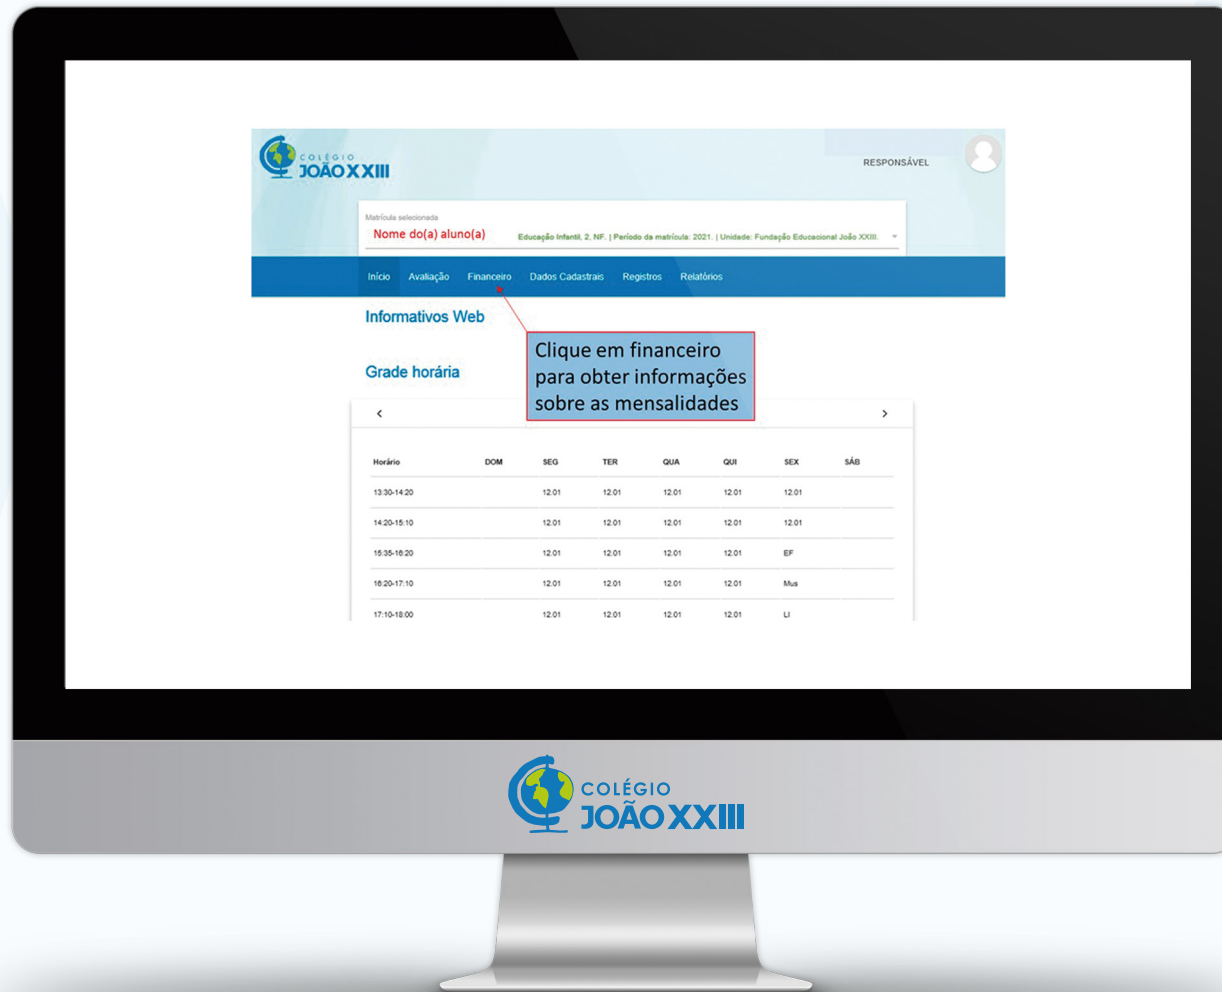 COLÉGIO
JOÃO XXIII
RESPONSÁVEL
Matrícula selecionada
Nome do(a) aluno(a) Educação Infantil, 2, NF. | Período da matrícula: 2021. | Unidade: Fundação Educacional João XXIII.
Início Avaliação Financeiro Dados Cadastrais Registros Relatórios
Informativos Web
Clique em financeiro
para obter informações
sobre as mensalidades
Grade horária
< >
Horário DOM SEG TER QUA QUI SEX SÁB
13:30-14:20 12.01 12.01 12.01 12.01 12.01
14:20-15:10 12.01 12.01 12.01 12.01 12.01
15:35-16:20 12.01 12.01 12.01 12.01 EF
16:20-17:10 12.01 12.01 12.01 12.01 Mus
17:10-18:00 12.01 12.01 12.01 12.01 LI
COLÉGIO
JOÃO XXIII